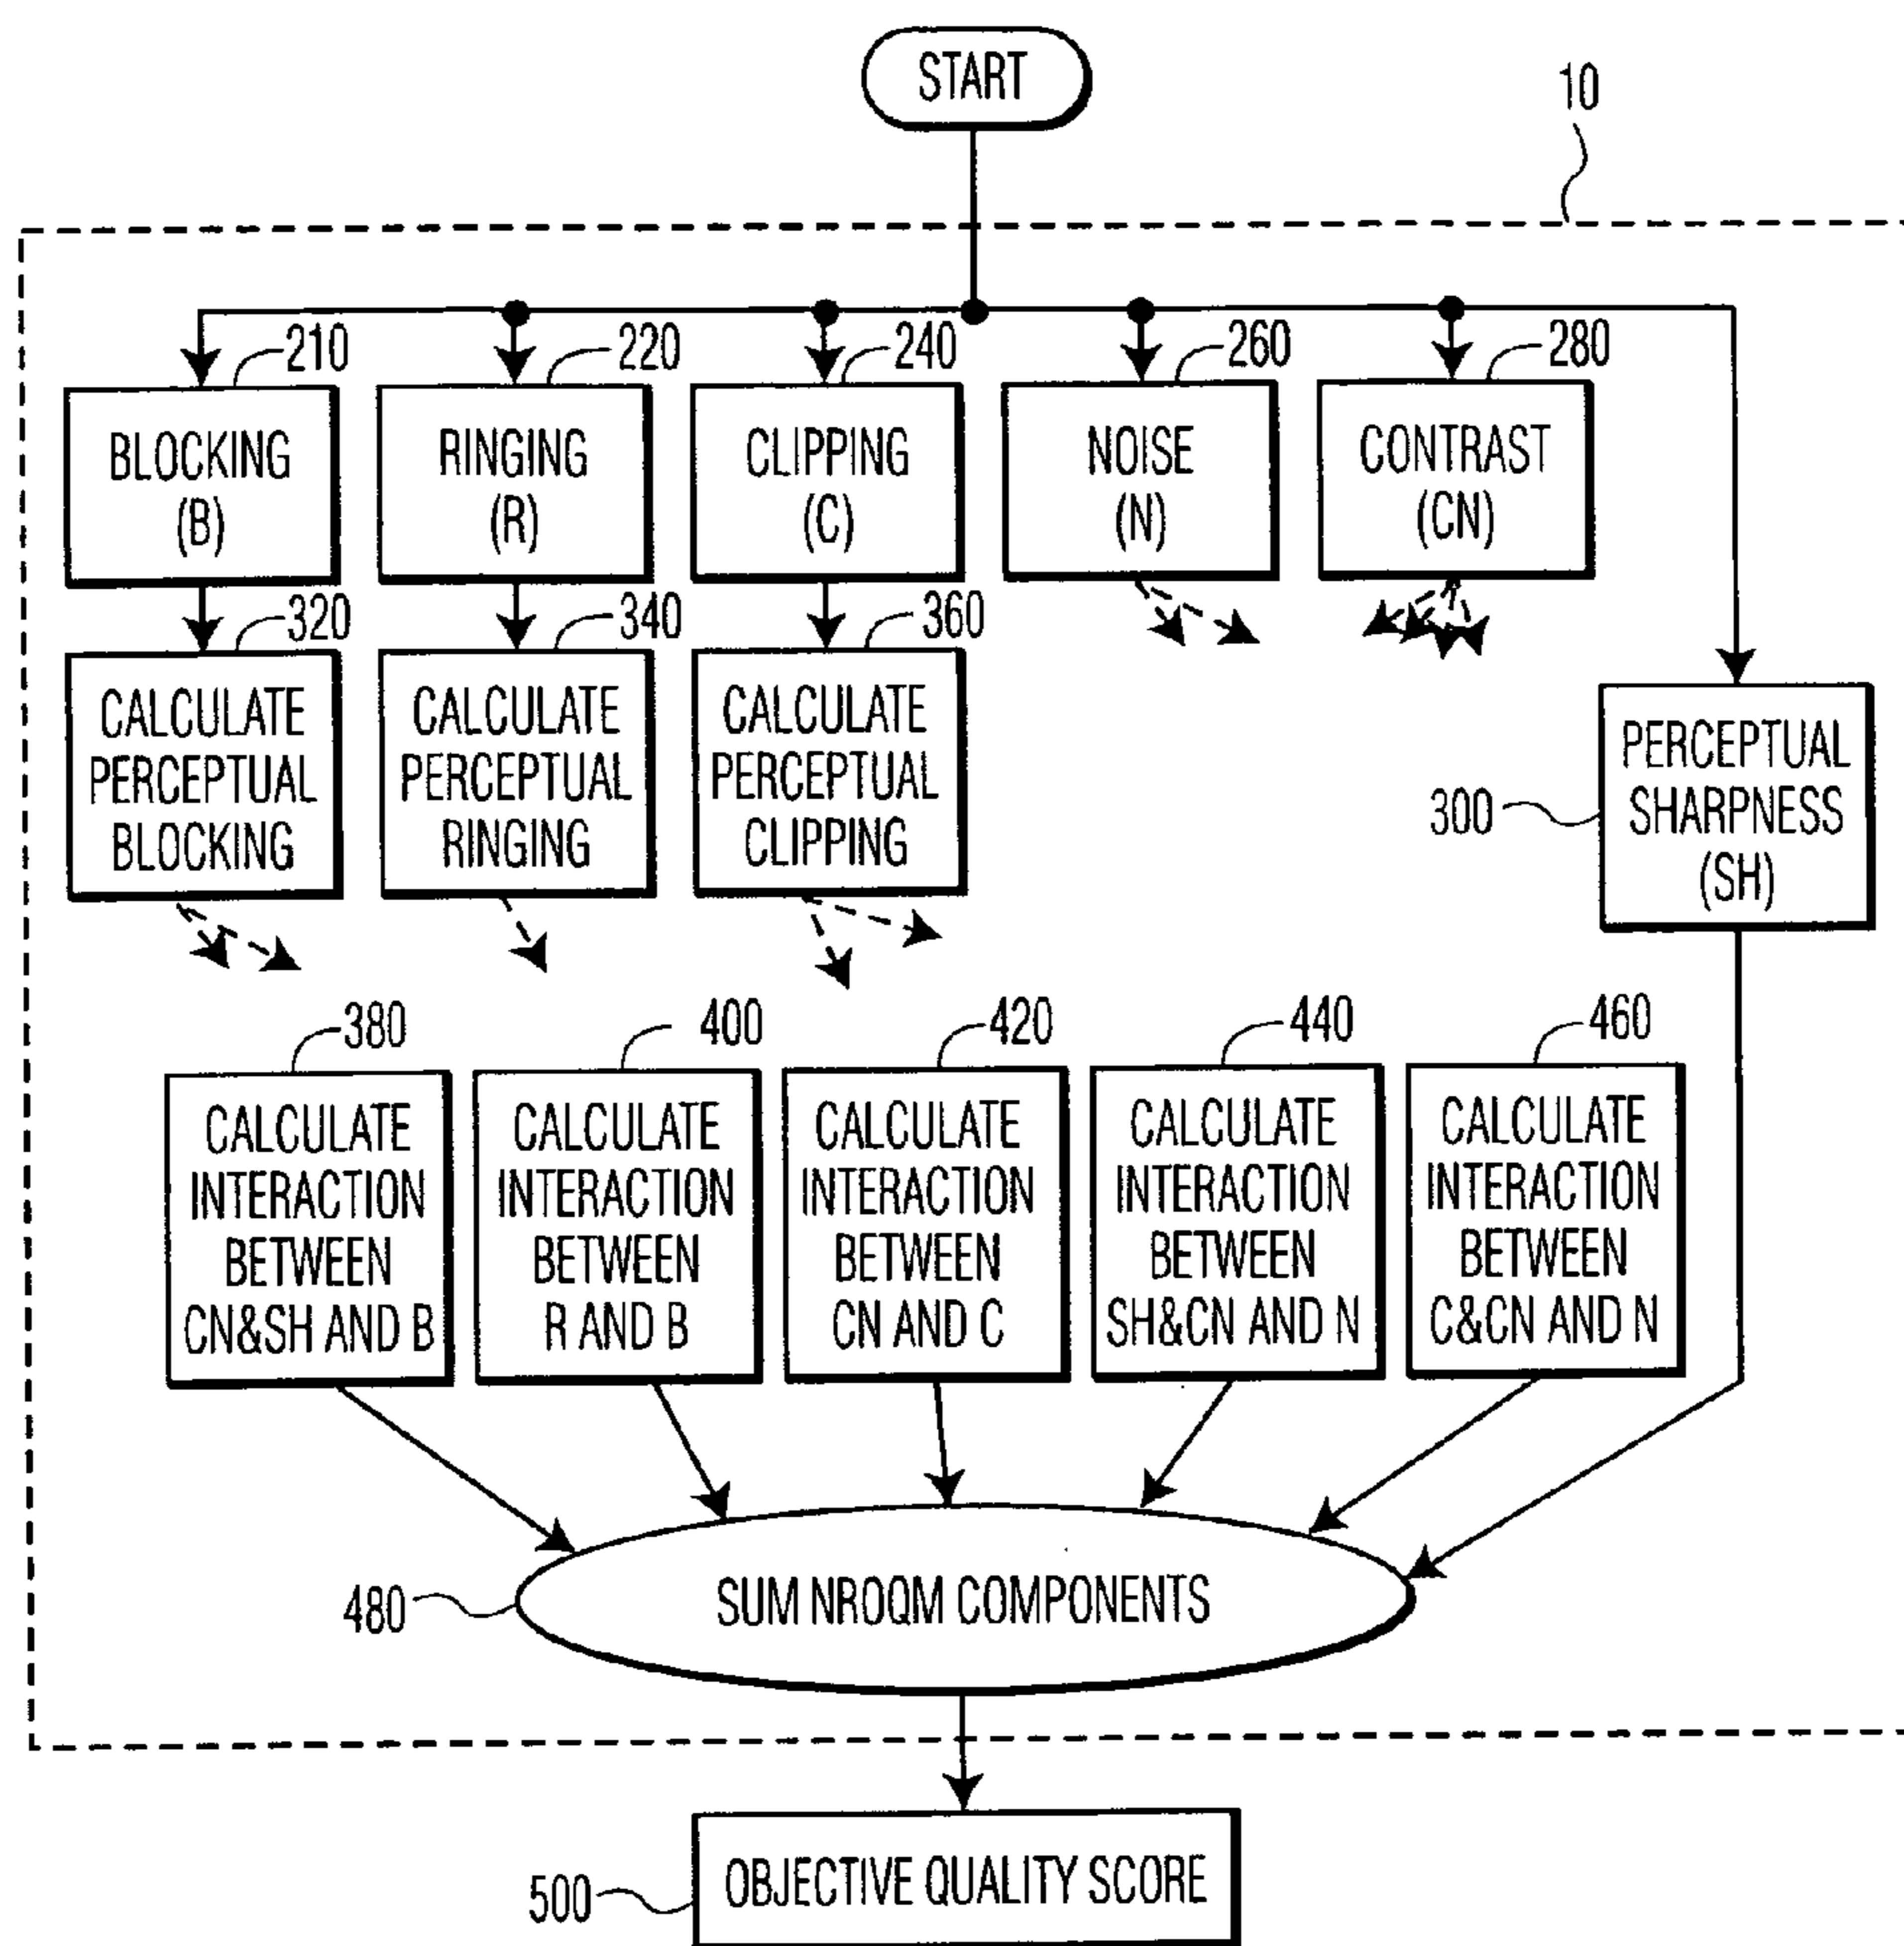 START
10
210
220
240
260
280
BLOCKING
(B)
RINGING
(R)
CLIPPING
(C)
NOISE
(N)
CONTRAST
(CN)
320
340
360
CALCULATE
PERCEPTUAL
BLOCKING
CALCULATE
PERCEPTUAL
RINGING
CALCULATE
PERCEPTUAL
CLIPPING
300
PERCEPTUAL
SHARPNESS
(SH)
380
400
420
440
460
CALCULATE
INTERACTION
BETWEEN
CN&SH AND B
CALCULATE
INTERACTION
BETWEEN
R AND B
CALCULATE
INTERACTION
BETWEEN
CN AND C
CALCULATE
INTERACTION
BETWEEN
SH&CN AND N
CALCULATE
INTERACTION
BETWEEN
C&CN AND N
480
SUM NROQM COMPONENTS
500
OBJECTIVE QUALITY SCORE